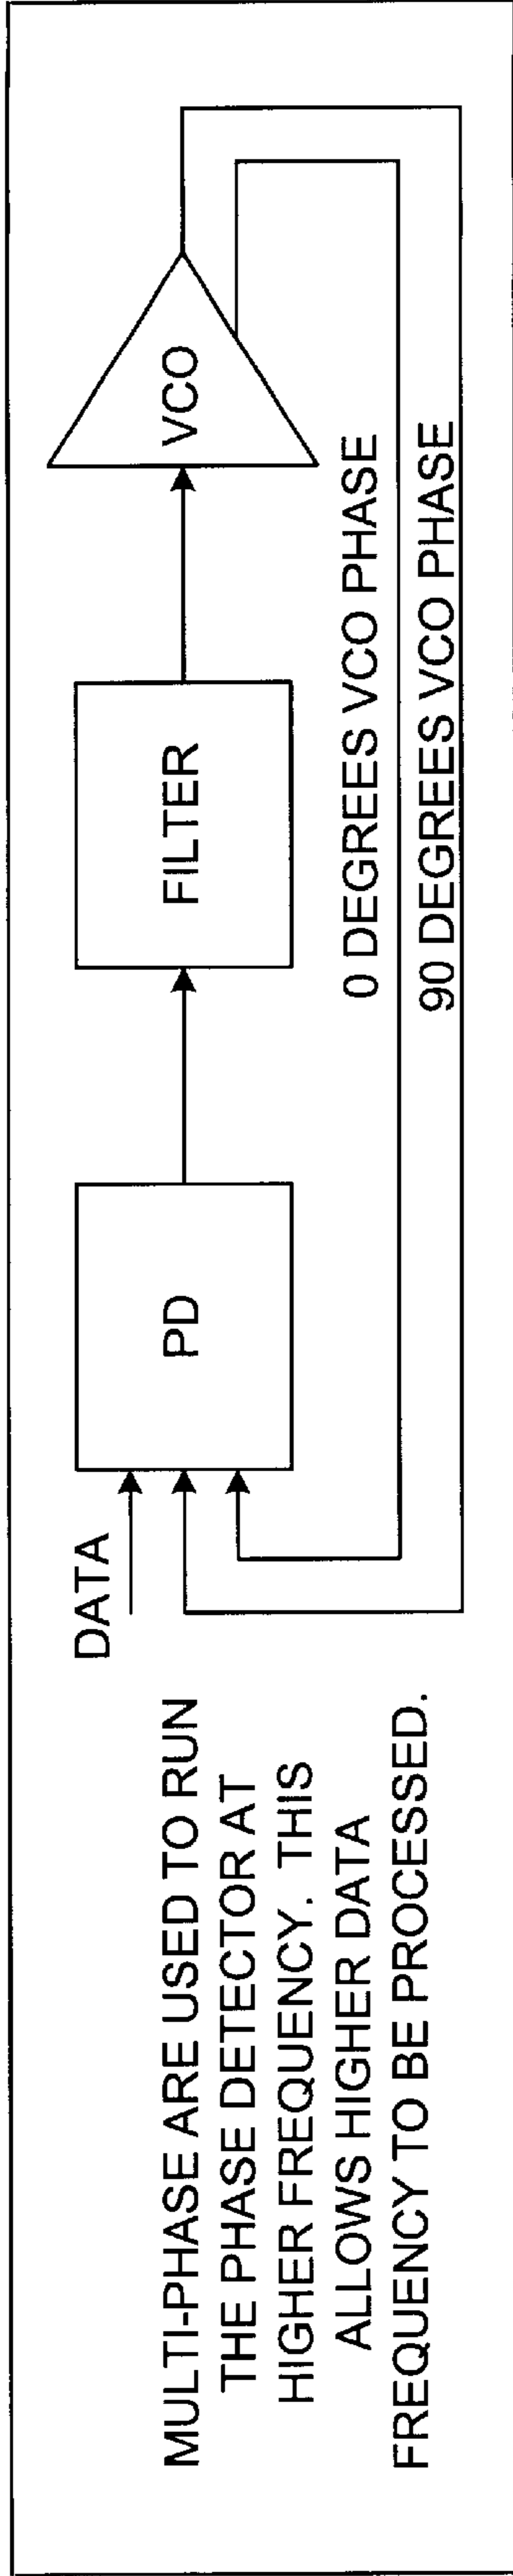 MULTI-PHASE ARE USED TO RUN
THE PHASE DETECTOR AT
HIGHER FREQUENCY. THIS
ALLOWS HIGHER DATA
FREQUENCY TO BE PROCESSED.
DATA
PD
FILTER
VCO
0 DEGREES VCO PHASE
90 DEGREES VCO PHASE